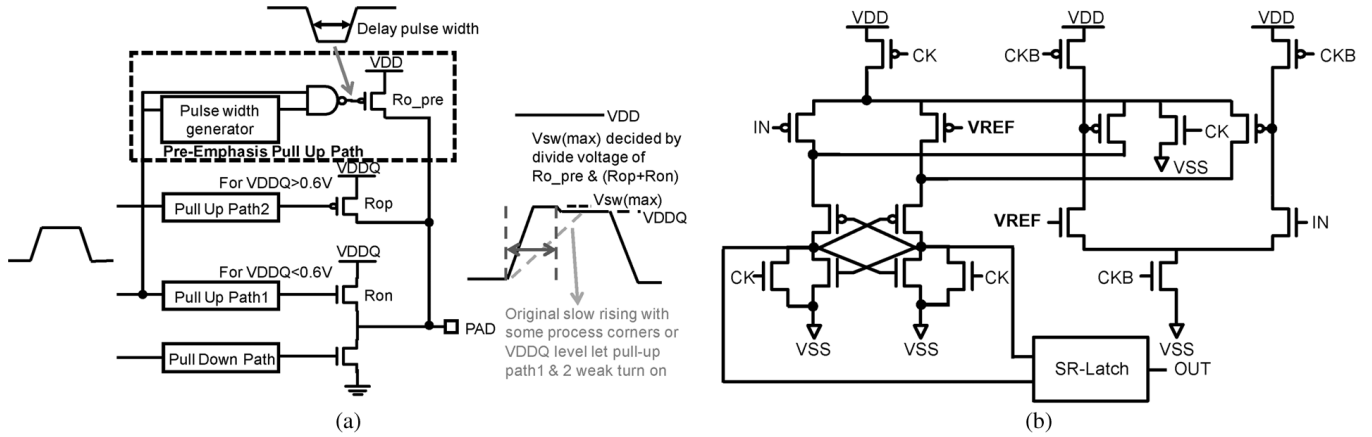 Delay pulse width
VDD
Ro_pre
Pulse width
generator
Pre-Emphasis Pull Up Path
For VDDQ>0.6V
VDDQ
Pull Up Path2
Rop
For VDDQ<0.6V
VDDQ
Pull Up Path1
Ron
PAD
Pull Down Path
VDD
Vsw(max) decided by
divide voltage of
Ro_pre & (Rop+Ron)
Vsw(max)
VDDQ
Original slow rising with
some process corners or
VDDQ level let pull-up
path1 & 2 weak turn on
(a)
VDD
VDD
VDD
CK
CKB
CKB
IN
VREF
CK
VSS
VREF
IN
CK
CK
CKB
VSS
VSS
VSS
SR-Latch
OUT
(b)